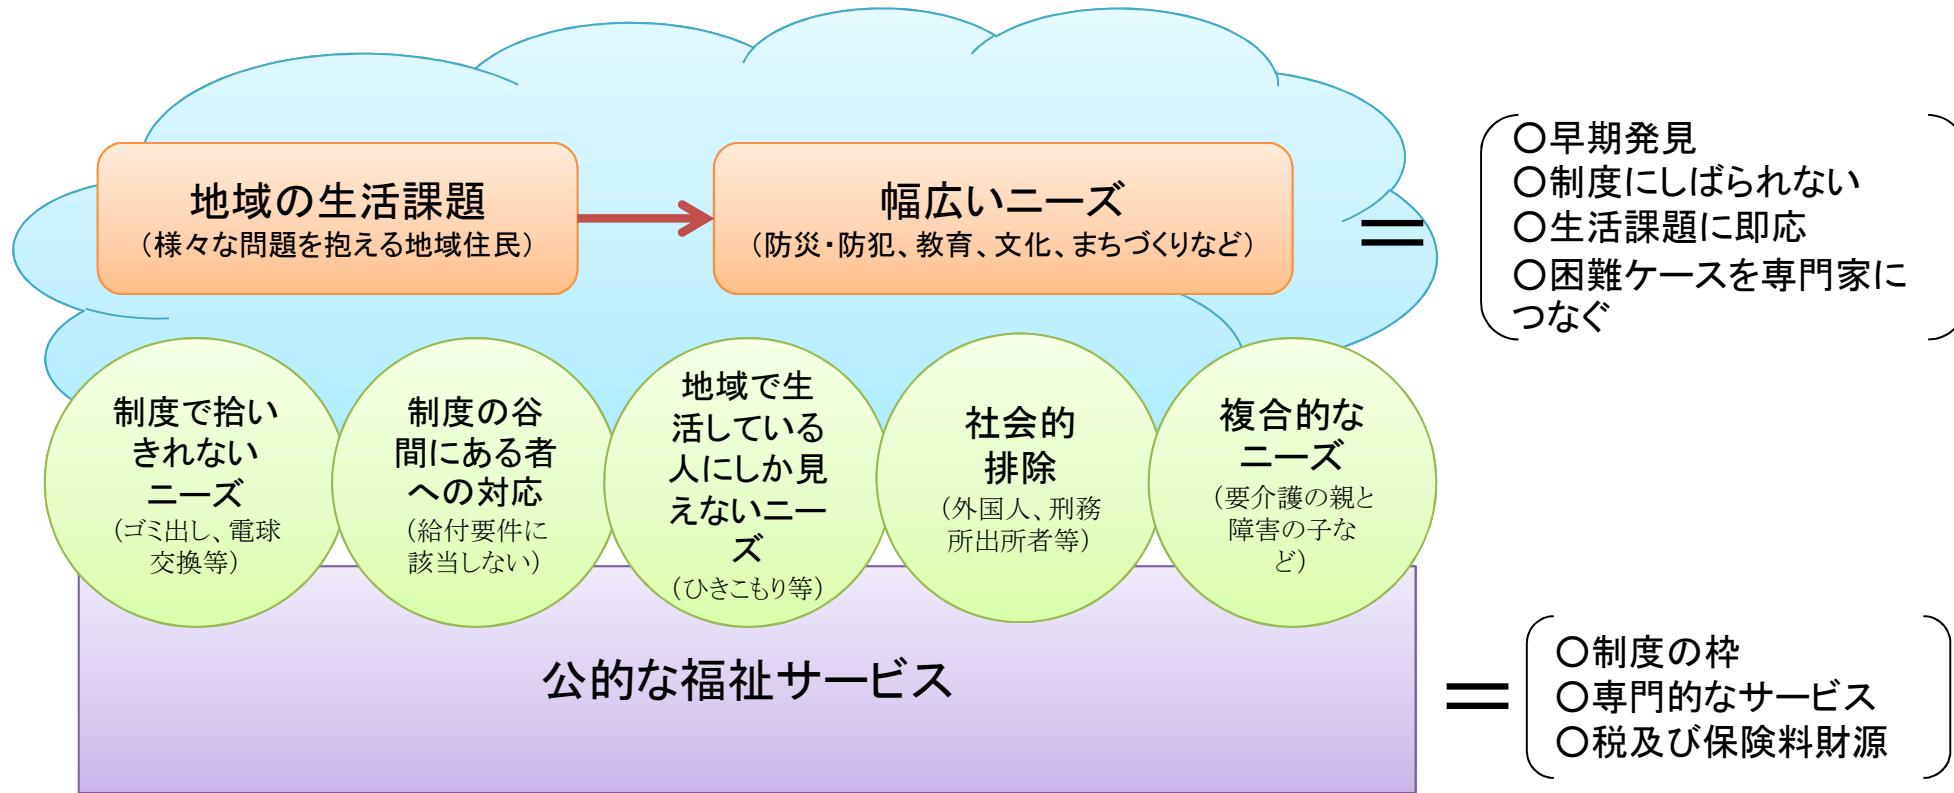 地域の生活課題
（様々な問題を抱える地域住民）
幅広いニーズ
（防災・防犯、教育、文化、まちづくりなど）
＝
○早期発見
○制度にしばられない
○生活課題に即応
○困難ケースを専門家に
つなぐ
制度で拾い
きれない
ニーズ
（ゴミ出し、電球
交換等）
制度の谷
間にある者
への対応
（給付要件に
該当しない）
地域で生
活している
人にしか見
えないニー
ズ
（ひきこもり等）
社会的
排除
（外国人、刑務
所出所者等）
複合的な
ニーズ
（要介護の親と
障害の子な
ど）
公的な福祉サービス
＝
○制度の枠
○専門的なサービス
○税及び保険料財源